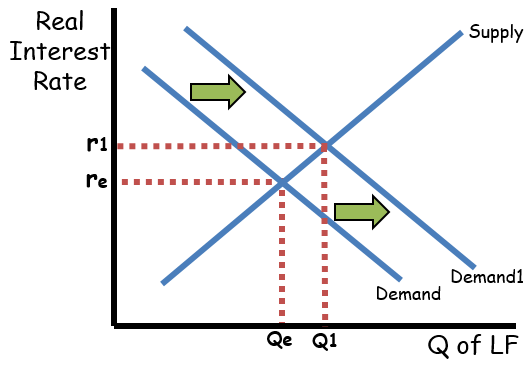 Real
Interest
Rate
Supply
r1
re
Demand1
Demand
Qe
Q1
Q of LF